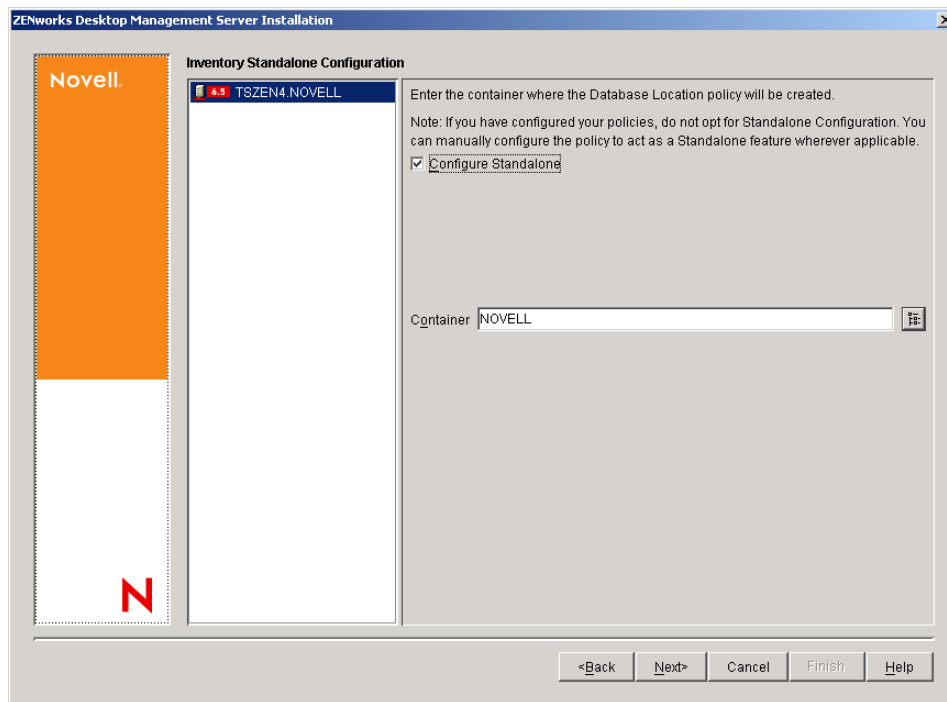 ZENworks Desktop Management Server Installation
Novell.
Inventory Standalone Configuration
6.5 TSZEN4.NOVELL
Enter the container where the Database Location policy will be created.
Note: If you have configured your policies, do not opt for Standalone Configuration. You
can manually configure the policy to act as a Standalone feature wherever applicable.
Configure Standalone
Container NOVELL
N
<Back Next> Cancel Finish Help